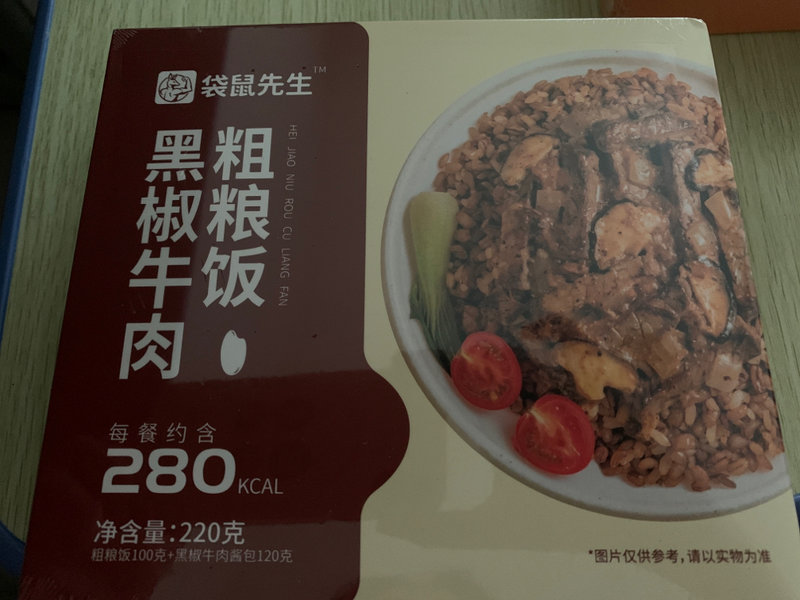 袋鼠先生™
黑椒牛肉
粗粮饭
HEI JIAO NIU ROU CU LIANG FAN
每餐约含
280KCAL
净含量:220克
粗粮饭100克+黑椒牛肉酱包120克
*图片仅供参考,请以实物为准